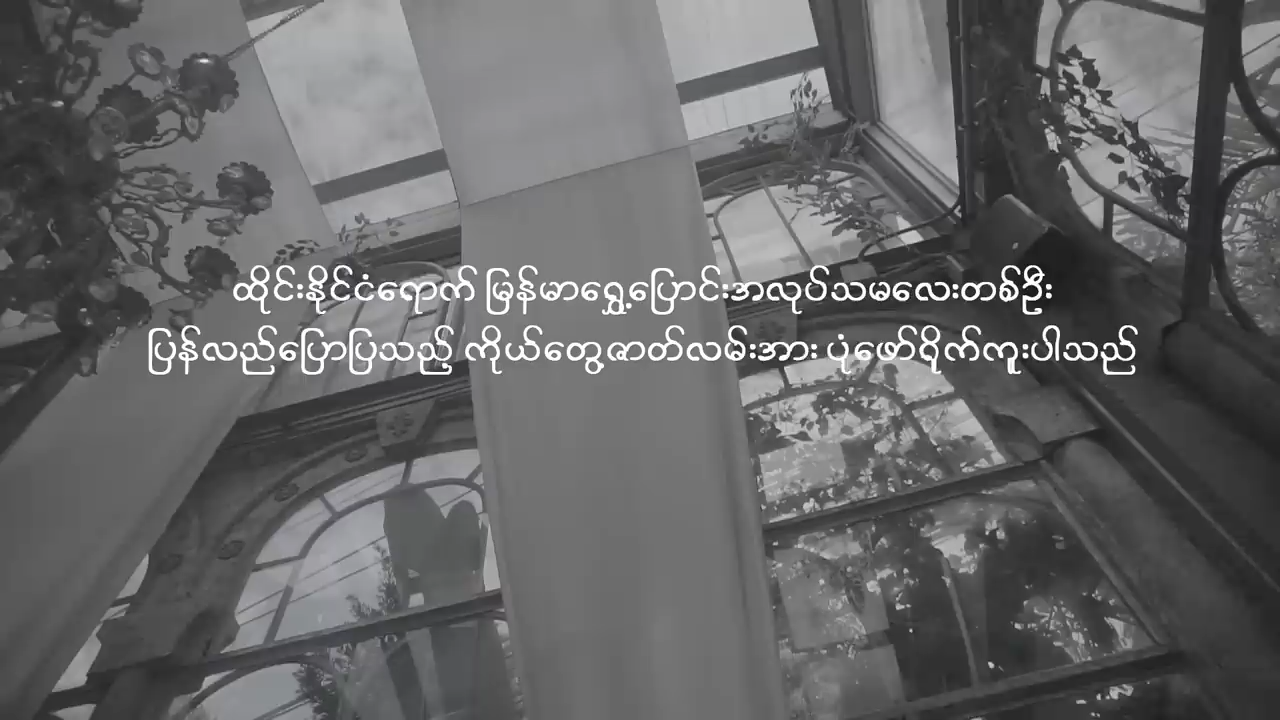 ထိုင်းနိုင်ငံရောက် မြန်မာရွှေ့ပြောင်းအလုပ်သမလေးတစ်ဦး
ပြန်လည်ပြောပြသည့် ကိုယ်တွေ့ဇာတ်လမ်းအား ပုံဖော်ရိုက်ကူးပါသည်